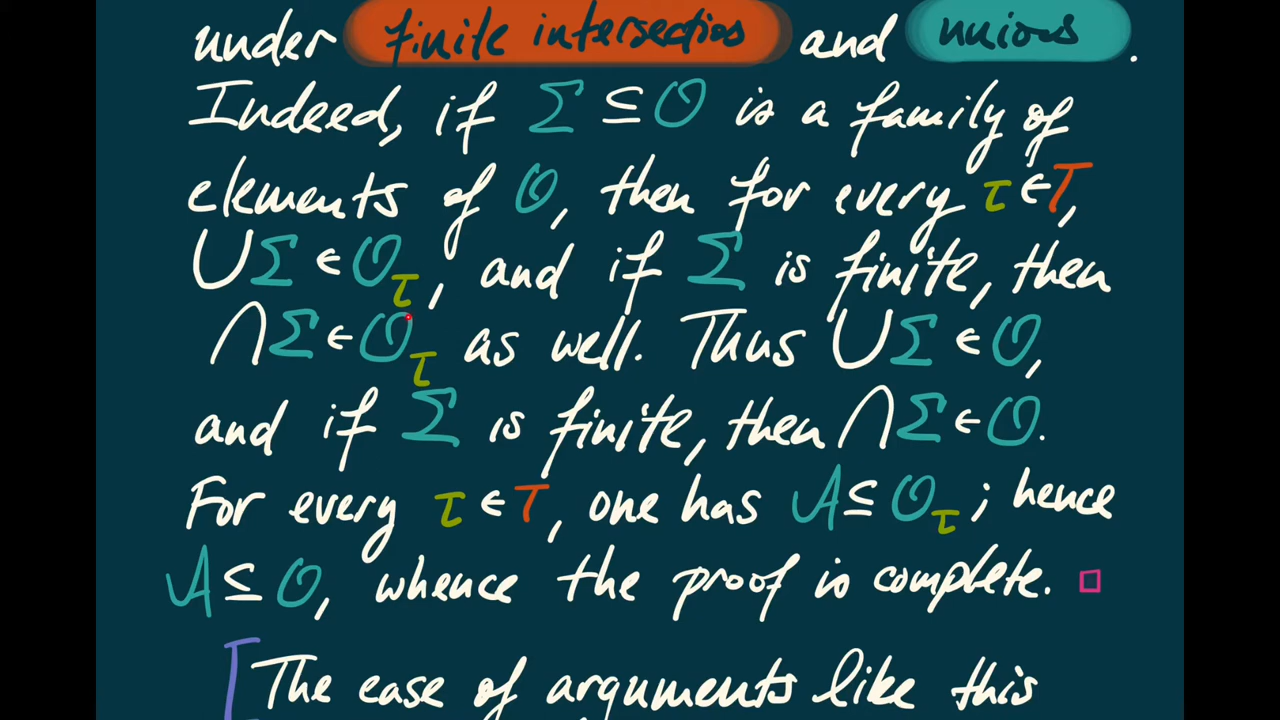 under finite intersections and unions.
Indeed, if Σ ⊆ O is a family of
elements of O, then for every τ ∈ T,
⋃Σ ∈ O_τ, and if Σ is finite, then
⋂Σ ∈ O_τ as well. Thus ⋃Σ ∈ O,
and if Σ is finite, then ⋂Σ ∈ O.
For every τ ∈ T, one has A ⊆ O_τ; hence
A ⊆ O, whence the proof is complete. □
[The ease of arguments like this